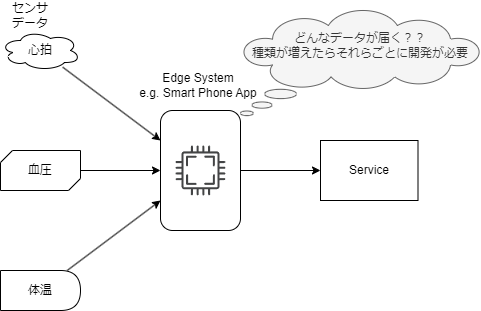 センサ
データ
心拍
どんなデータが届く？？
種類が増えたらそれらごとに開発が必要
Edge System
e.g. Smart Phone App
血圧
Service
体温